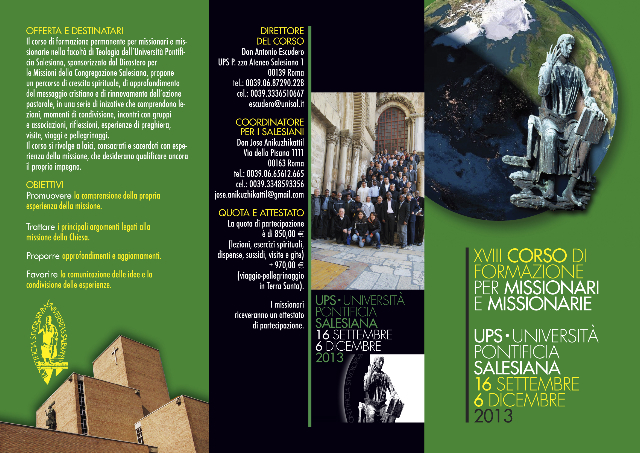 OFFERTA E DESTINATARI
Il corso di formazione permanente per missionari e mis-
sionarie nella facoltà di Teologia dell'Università Pontifi-
cia Salesiana, sponsorizzato dal Dicastero per
le Missioni della Congregazione Salesiana, propone
un percorso di crescita spirituale, di approfondimento
del messaggio cristiano e di rinnovamento dell'azione
pastorale, in una serie di inizative che comprendono le-
zioni, momenti di condivisione, incontri con gruppi
e associazioni, riflessioni, esperienze di preghiera,
visite, viaggi e pellegrinaggi.
Il corso si rivolge a laici, consacrati e sacerdoti con espe-
rienza della missione, che desiderano qualificare ancora
il proprio impegno.
OBIETTIVI
Promuovere la comprensione della propria
esperienza della missione.
Trattare i principali argomenti legati alla
missione della Chiesa.
Proporre approfondimenti e aggiornamenti.
Favorire la comunicazione delle idee e la
condivisione delle esperienze.
DIRETTORE
DEL CORSO
Don Antonio Escudero
UPS P. zza Ateneo Salesiano 1
00139 Roma
tel.: 0039.06.87290.228
cel.: 0039.3336510667
escudero@unisal.it
COORDINATORE
PER I SALESIANI
Don Jose Anikuzhikattil
Via della Pisana 1111
00163 Roma
tel.: 0039.06.65612.665
cel.: 0039.3348593356
jose.anikuzhikattil@gmail.com
QUOTA E ATTESTATO
La quota di partecipazione
è di 850,00 €
(lezioni, esercizi spirituali,
dispense, sussidi, visite e gite)
+ 970,00 €
(viaggio-pellegrinaggio
in Terra Santa).
I missionari
riceveranno un attestato
di partecipazione.
UPS•UNIVERSITÀ
PONTIFICIA
SALESIANA
16 SETTEMBRE
6 DICEMBRE
2013
XVIII CORSO DI
FORMAZIONE
PER MISSIONARI
E MISSIONARIE
UPS•UNIVERSITÀ
PONTIFICIA
SALESIANA
16 SETTEMBRE
6 DICEMBRE
2013